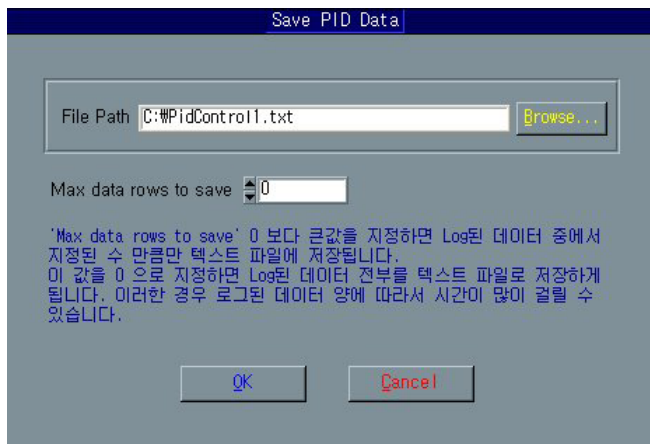 Save PID Data
File Path C:₩PidControl1.txt Browse...
Max data rows to save 0
'Max data rows to save' 0 보다 큰값을 지정하면 Log된 데이터 중에서
지정된 수 만큼만 텍스트 파일에 저장됩니다.
이 값을 0 으로 지정하면 Log된 데이터 전부를 텍스트 파일로 저장하게
됩니다. 이러한 경우 로그된 데이터 양에 따라서 시간이 많이 걸릴 수
있습니다.
OK Cancel